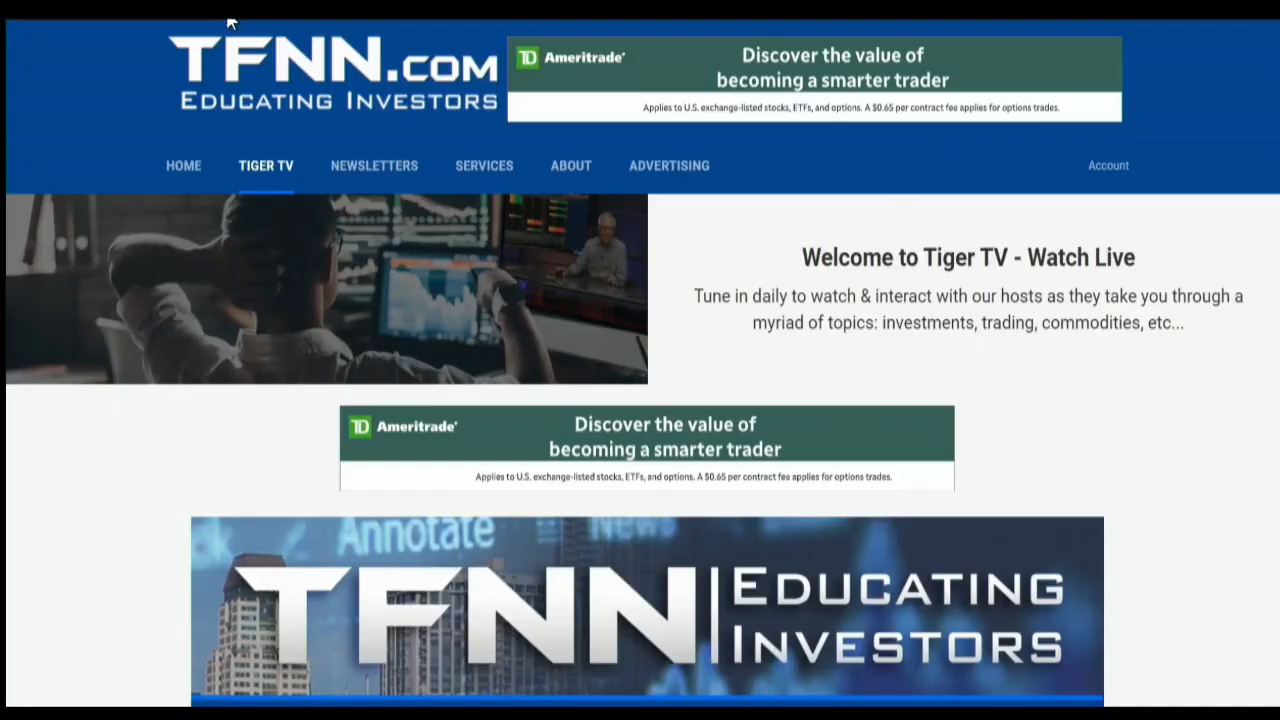 TFNN.COM
EDUCATING INVESTORS
TD Ameritrade
Discover the value of
becoming a smarter trader
Applies to U.S. exchange-listed stocks, ETFs, and options. A $0.65 per contract fee applies for options trades.
HOME TIGER TV NEWSLETTERS SERVICES ABOUT ADVERTISING Account
Welcome to Tiger TV - Watch Live
Tune in daily to watch & interact with our hosts as they take you through a
myriad of topics: investments, trading, commodities, etc...
TD Ameritrade
Discover the value of
becoming a smarter trader
Applies to U.S. exchange-listed stocks, ETFs, and options. A $0.65 per contract fee applies for options trades.
Annotate News
TFNN EDUCATING
INVESTORS